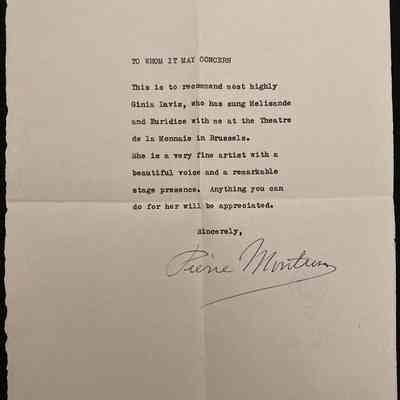 TO WHOM IT MAY CONCERN
This is to recommend most highly
Ginia Davis, who has sung Melisande
and Euridice with me at the Theatre
de la Monnaie in Brussels.
She is a very fine artist with a
beautiful voice and a remarkable
stage presence. Anything you can
do for her will be appreciated.
Sincerely,
Pierre Monteux